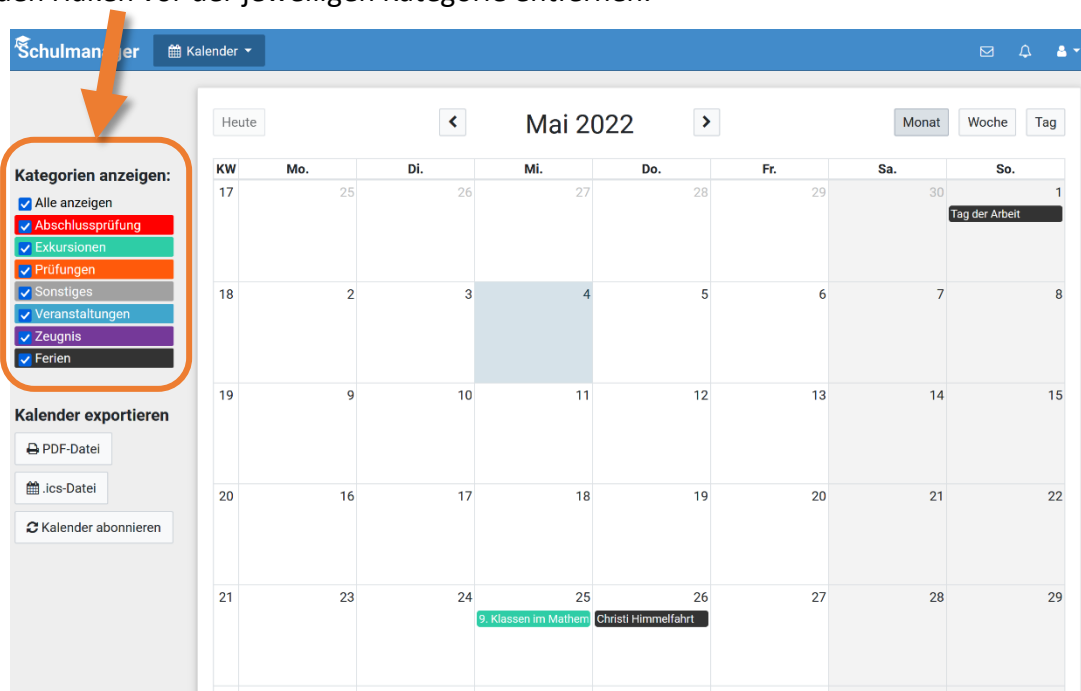 den Haken vor der jeweiligen Kategorie entfernen.
Schulmanager Kalender
Heute Mai 2022 Monat Woche Tag
Kategorien anzeigen:
Alle anzeigen
Abschlussprüfung
Exkursionen
Prüfungen
Sonstiges
Veranstaltungen
Zeugnis
Ferien
Kalender exportieren
PDF-Datei
.ics-Datei
Kalender abonnieren
KW Mo. Di. Mi. Do. Fr. Sa. So.
17 25 26 27 28 29 30 1
Tag der Arbeit
18 2 3 4 5 6 7 8
19 9 10 11 12 13 14 15
20 16 17 18 19 20 21 22
21 23 24 25 26 27 28 29
9. Klassen im Mathem Christi Himmelfahrt